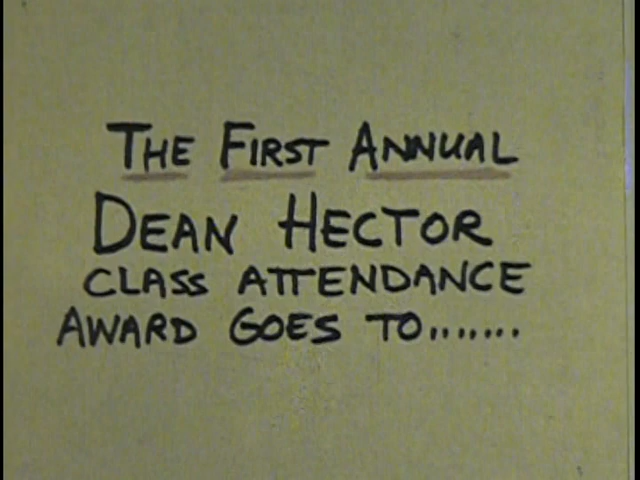 THE FIRST ANNUAL
DEAN HECTOR
CLASS ATTENDANCE
AWARD GOES TO.......